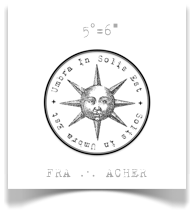 5°=6▫
Umbra In Solis Est ✦ Solis in Umbra Est ✦
FRA ∴ ACHER